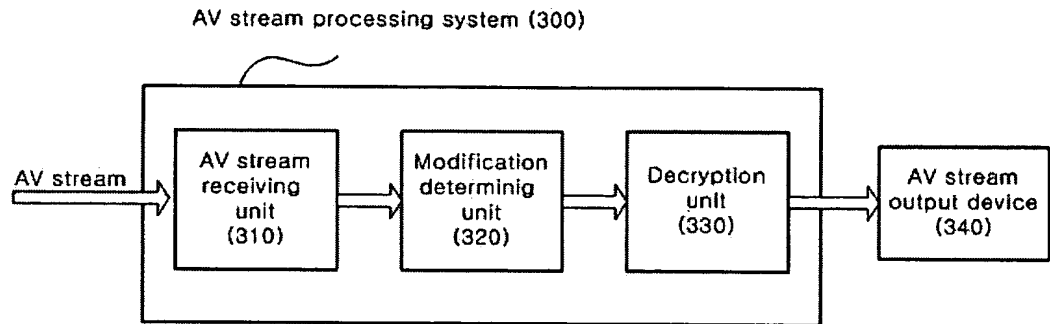 AV stream processing system (300)
AV stream
AV stream
receiving
unit
(310)
Modification
determinig
unit
(320)
Decryption
unit
(330)
AV stream
output device
(340)